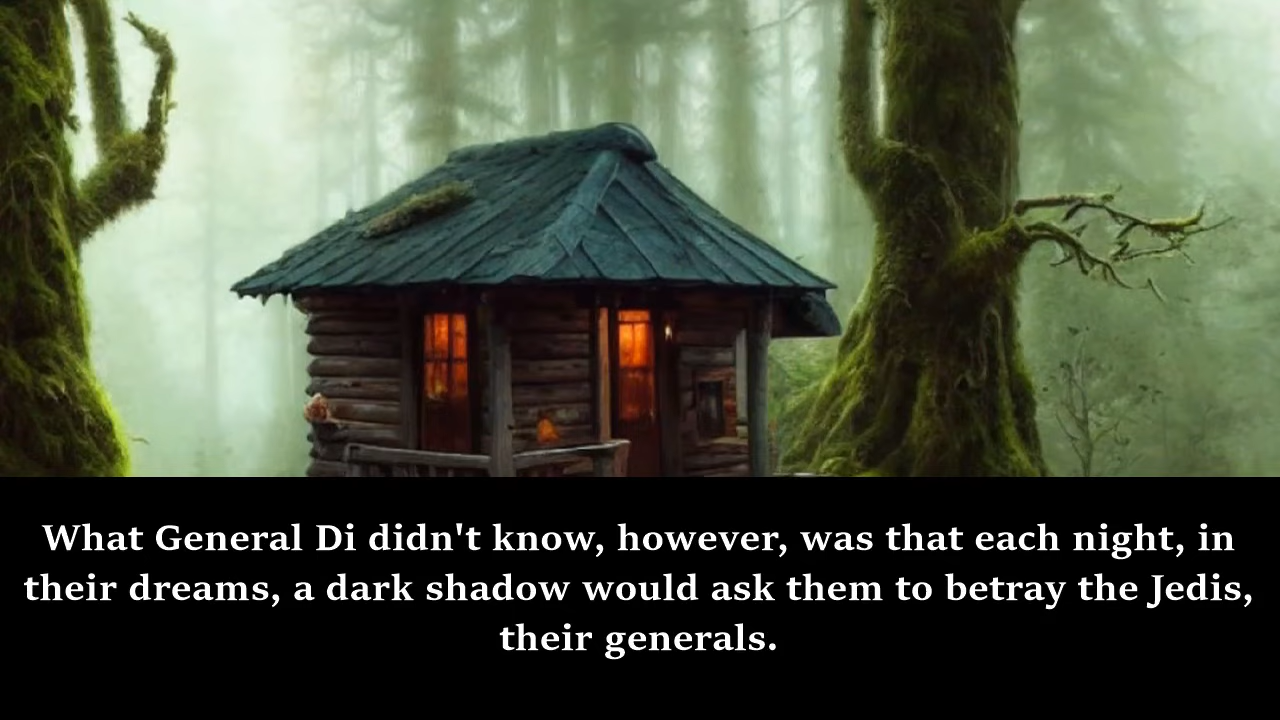 What General Di didn't know, however, was that each night, in
their dreams, a dark shadow would ask them to betray the Jedis,
their generals.